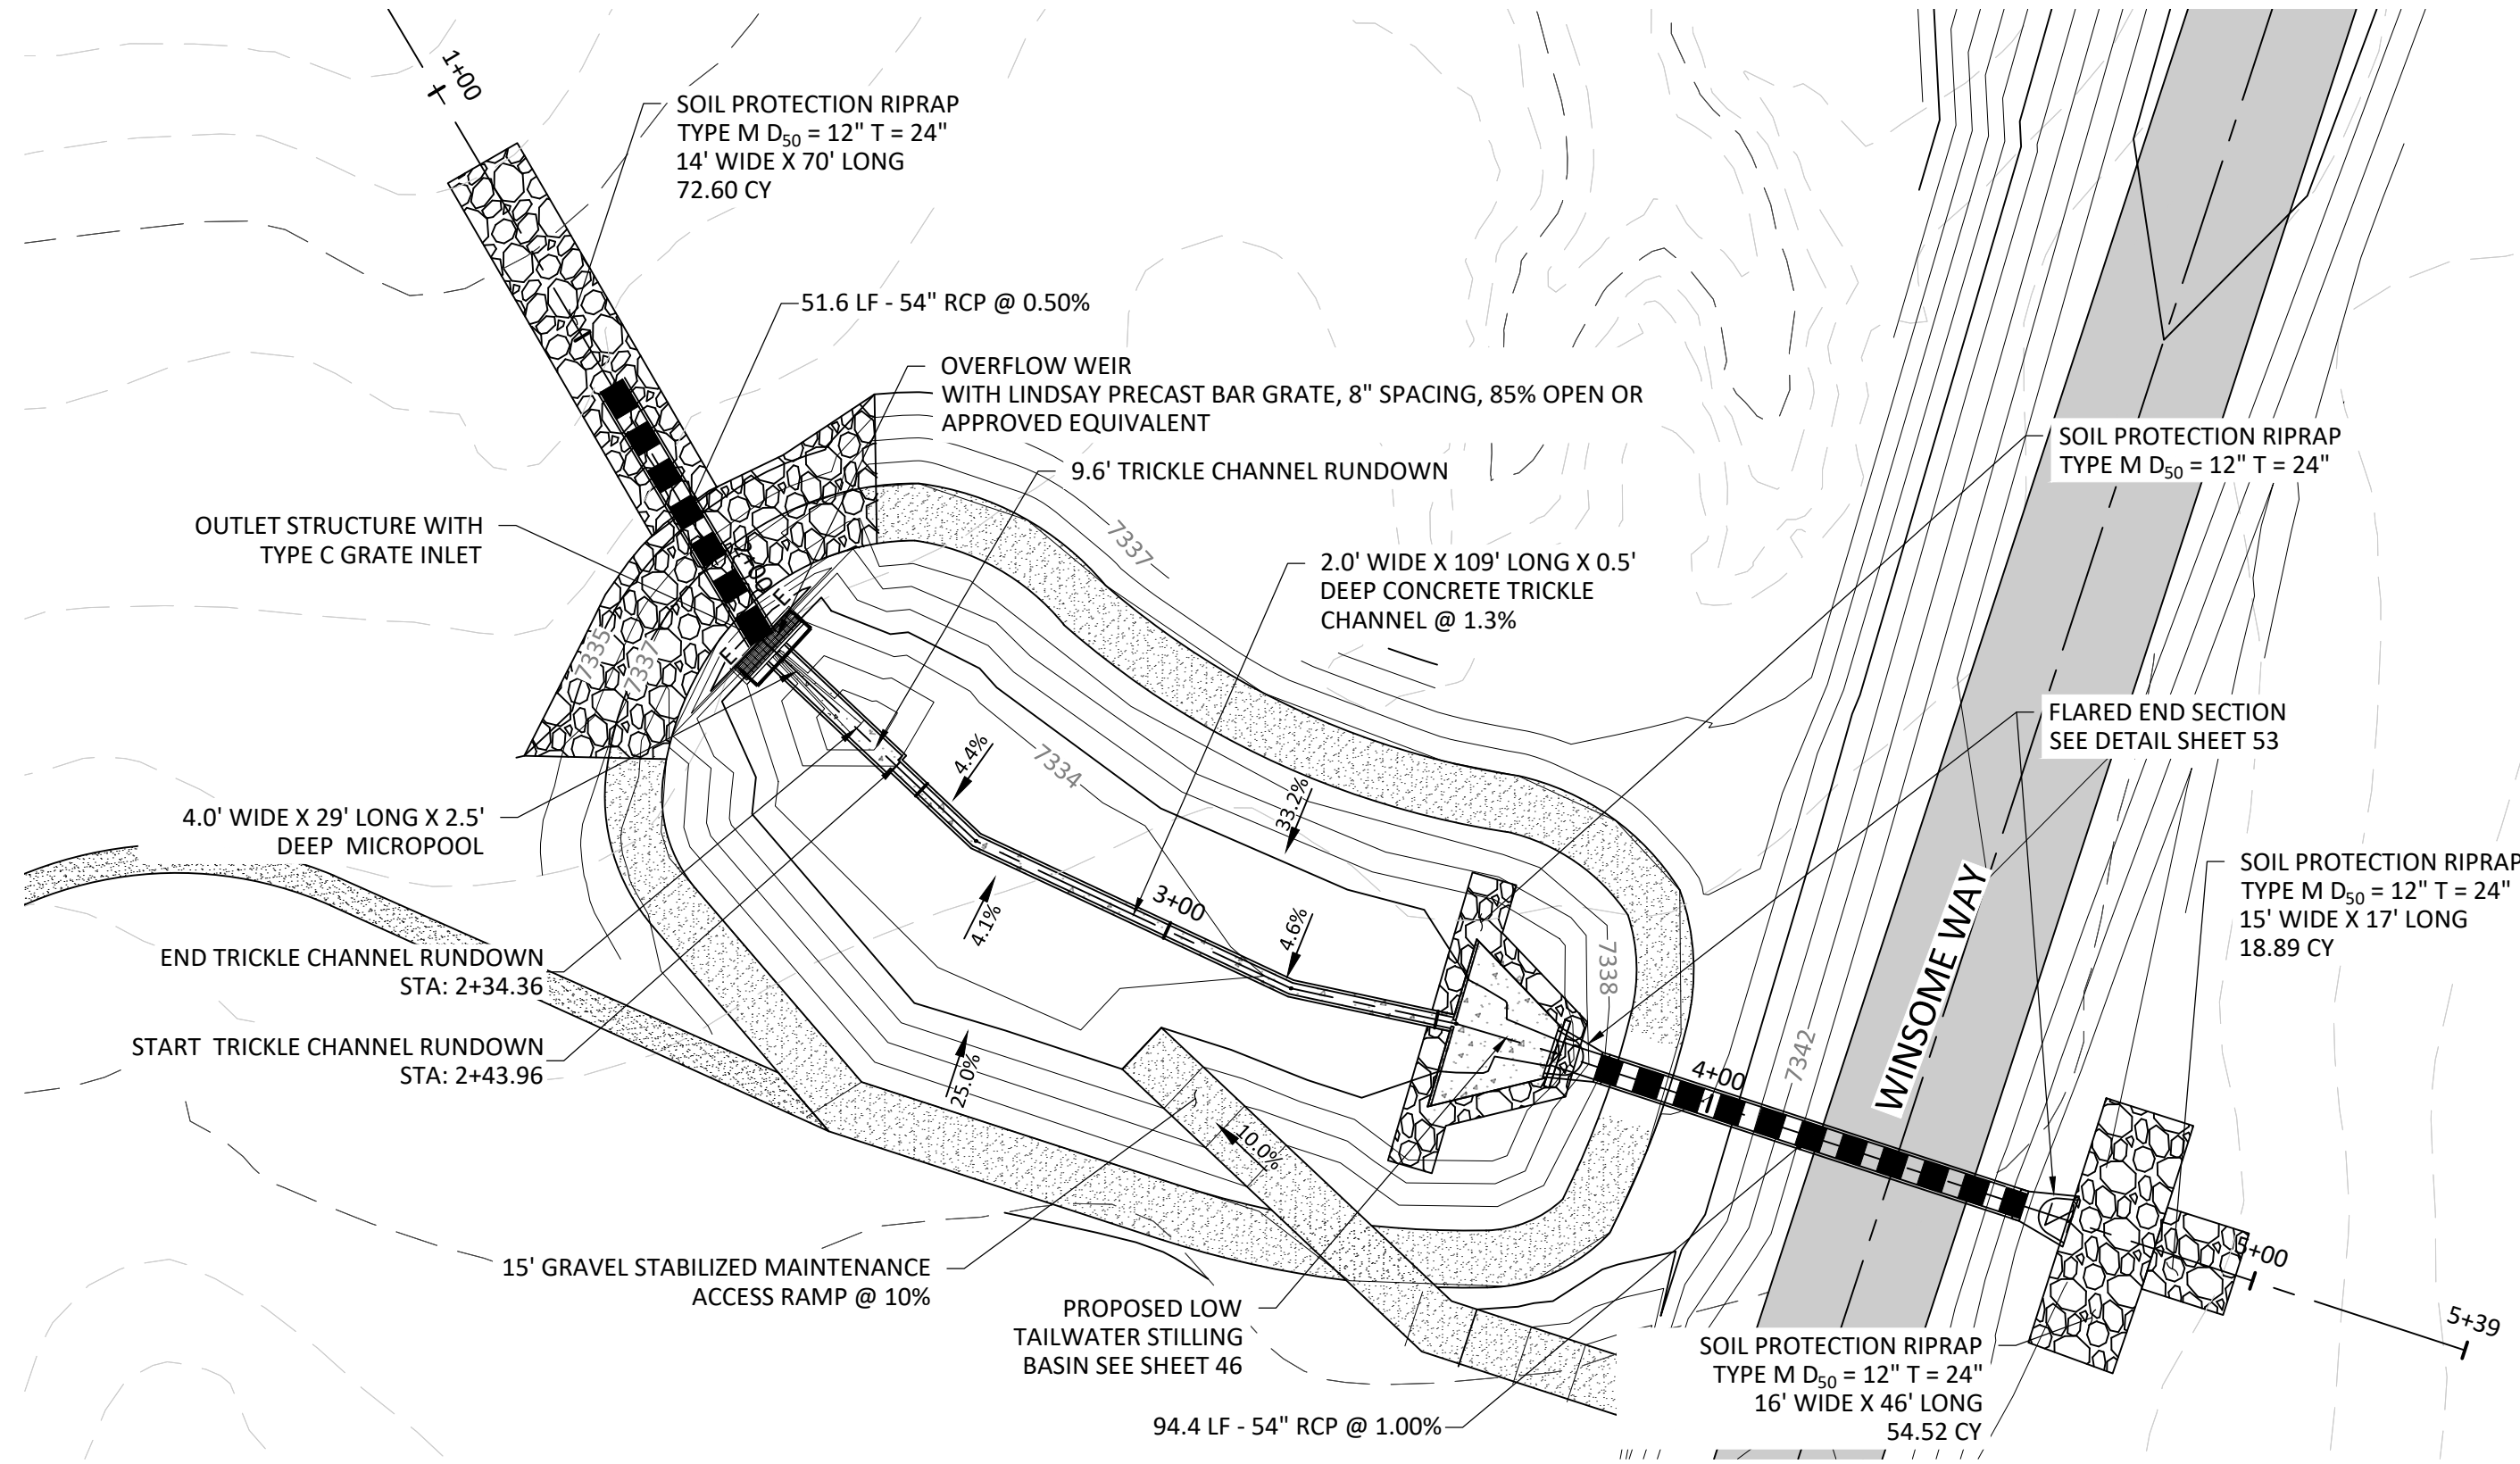 1+00
SOIL PROTECTION RIPRAP
TYPE M D₅₀ = 12" T = 24"
14' WIDE X 70' LONG
72.60 CY
51.6 LF - 54" RCP @ 0.50%
OVERFLOW WEIR
WITH LINDSAY PRECAST BAR GRATE, 8" SPACING, 85% OPEN OR
APPROVED EQUIVALENT
SOIL PROTECTION RIPRAP
TYPE M D₅₀ = 12" T = 24"
9.6' TRICKLE CHANNEL RUNDOWN
OUTLET STRUCTURE WITH
TYPE C GRATE INLET
7337
2.0' WIDE X 109' LONG X 0.5'
DEEP CONCRETE TRICKLE
CHANNEL @ 1.3%
E
E
7335
7337
FLARED END SECTION
SEE DETAIL SHEET 53
4.4%
7334
33.2%
4.0' WIDE X 29' LONG X 2.5'
DEEP MICROPOOL
SOIL PROTECTION RIPRAP
TYPE M D₅₀ = 12" T = 24"
15' WIDE X 17' LONG
18.89 CY
3+00
4.1%
4.6%
7338
WINSOME WAY
END TRICKLE CHANNEL RUNDOWN
STA: 2+34.36
START TRICKLE CHANNEL RUNDOWN
STA: 2+43.96
25.0%
4+00
7342
10.0%
15' GRAVEL STABILIZED MAINTENANCE
ACCESS RAMP @ 10%
5+00
PROPOSED LOW
TAILWATER STILLING
BASIN SEE SHEET 46
5+39
SOIL PROTECTION RIPRAP
TYPE M D₅₀ = 12" T = 24"
16' WIDE X 46' LONG
54.52 CY
94.4 LF - 54" RCP @ 1.00%